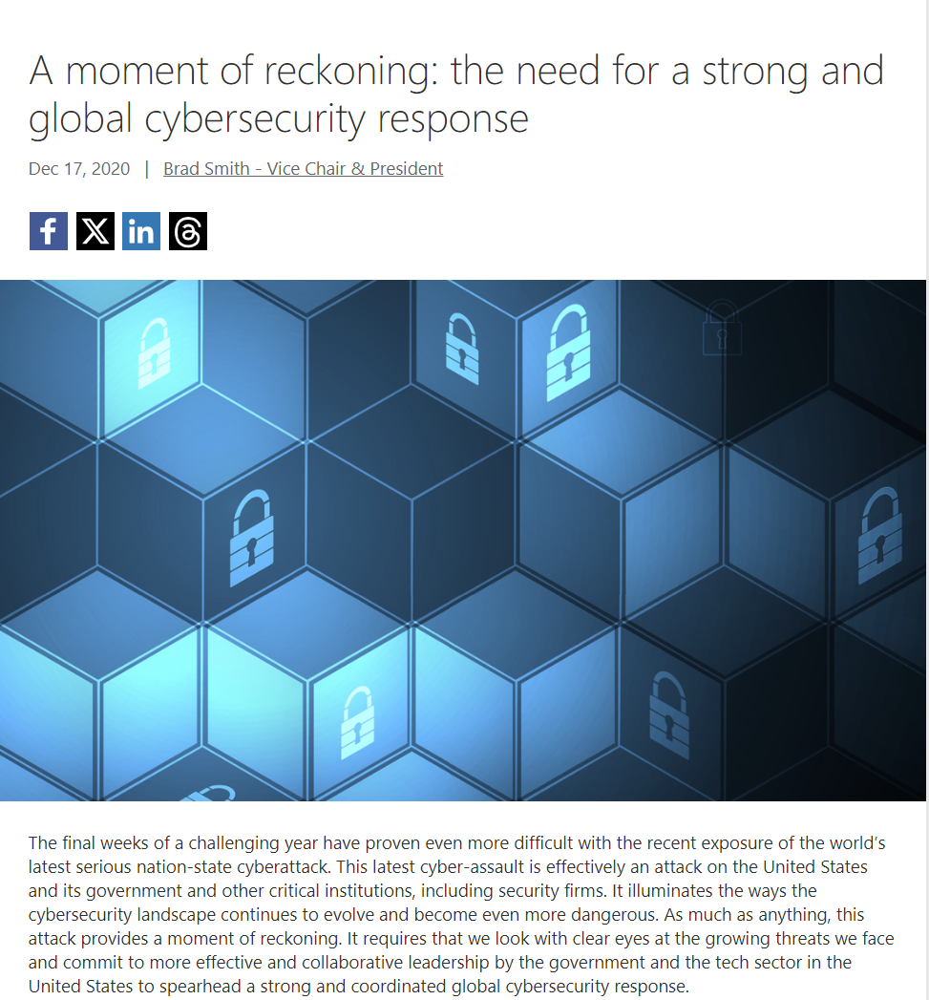 A moment of reckoning: the need for a strong and
global cybersecurity response
Dec 17, 2020 | Brad Smith - Vice Chair & President
The final weeks of a challenging year have proven even more difficult with the recent exposure of the world’s
latest serious nation-state cyberattack. This latest cyber-assault is effectively an attack on the United States
and its government and other critical institutions, including security firms. It illuminates the ways the
cybersecurity landscape continues to evolve and become even more dangerous. As much as anything, this
attack provides a moment of reckoning. It requires that we look with clear eyes at the growing threats we face
and commit to more effective and collaborative leadership by the government and the tech sector in the
United States to spearhead a strong and coordinated global cybersecurity response.